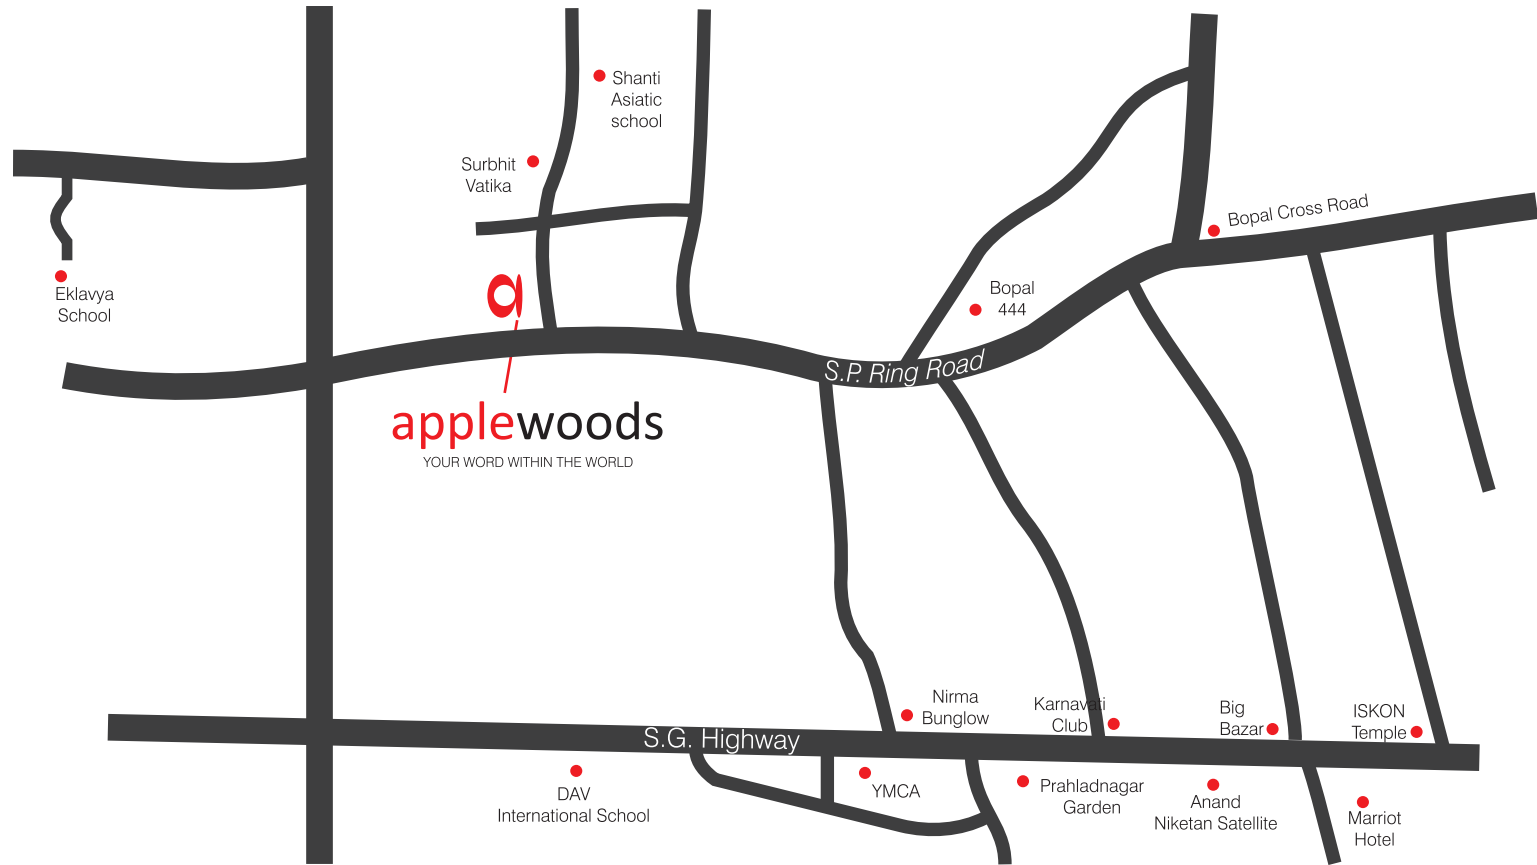 Shanti
Asiatic
school
Surbhit
Vatika
Bopal Cross Road
Eklavya
School
Bopal
444
S.P. Ring Road
applewoods
YOUR WORD WITHIN THE WORLD
Nirma
Bunglow
Karnavati
Club
Big
Bazar
ISKON
Temple
S.G. Highway
DAV
International School
YMCA
Prahladnagar
Garden
Anand
Niketan Satellite
Marriot
Hotel